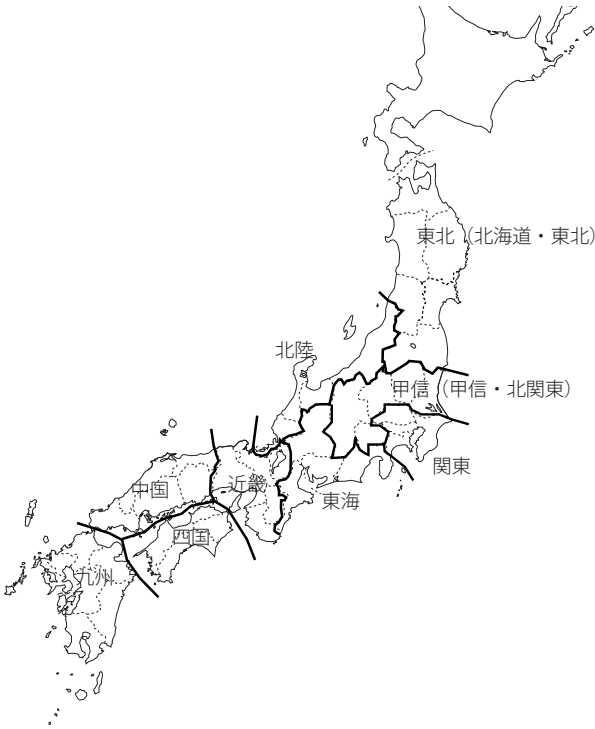 東北（北海道・東北）
北陸
甲信（甲信・北関東）
関東
近畿
中国
東海
四国
九州